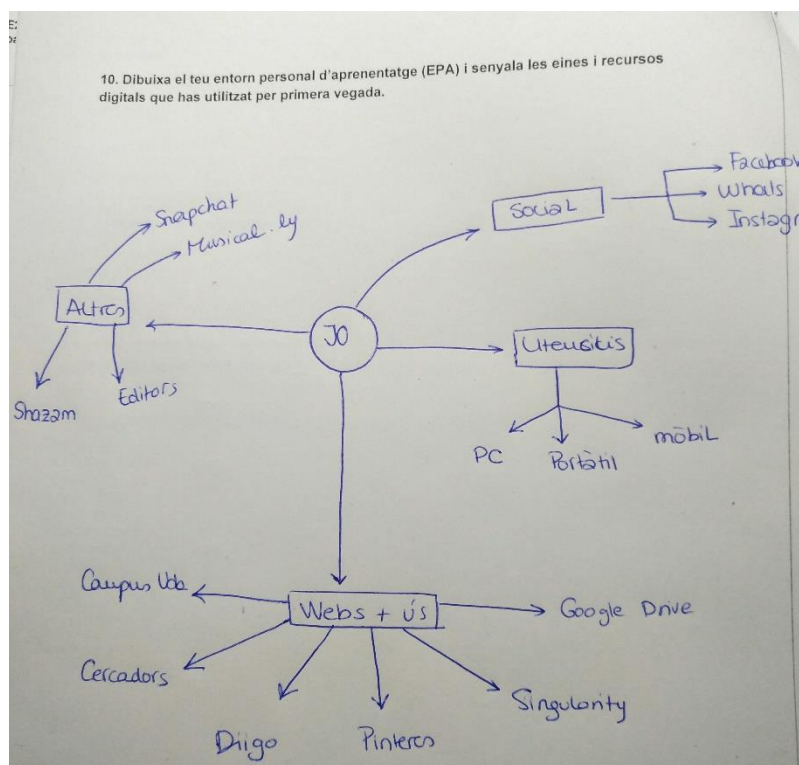 10. Dibuixa el teu entorn personal d'aprenentatge (EPA) i senyala les eines i recursos
digitals que has utilitzat per primera vegada.
Facebook
Social
Whats
Instagr
Snapchat
Musical.ly
Altres
JO
Utensilis
Shazam
Editors
PC
Portàtil
mòbil
Campus
Webs + ús
Google Drive
Cercadors
Singularity
Diigo
Pinteres